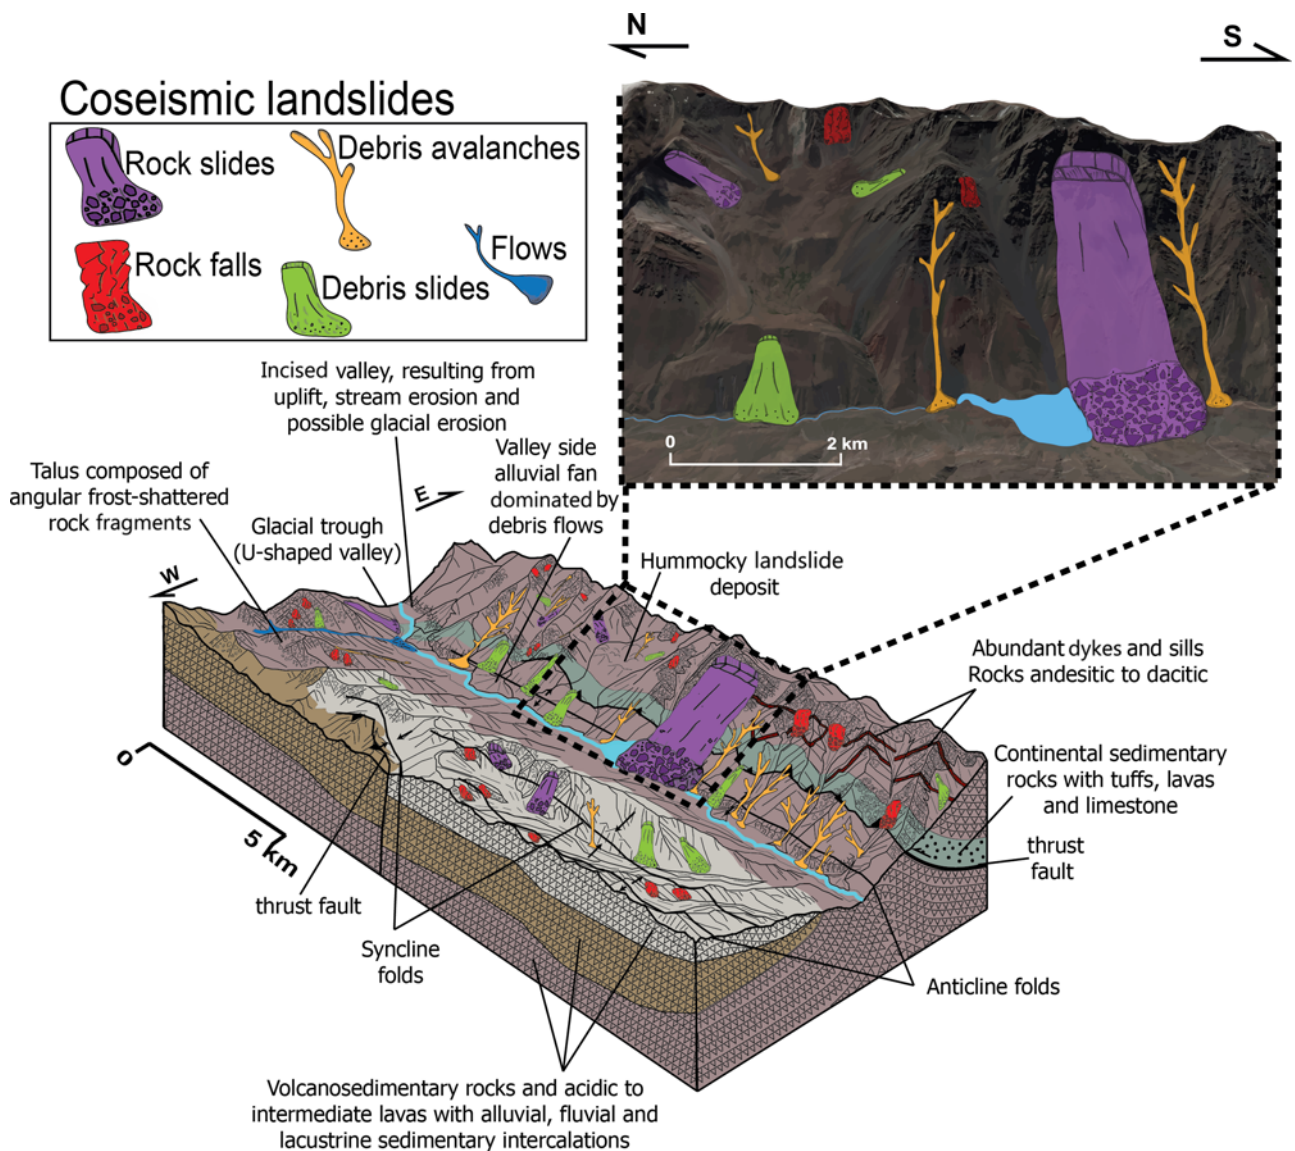 N
S
Coseismic landslides
Rock slides
Debris avalanches
Rock falls
Debris slides
Flows
0
2 km
Incised valley, resulting from
uplift, stream erosion and
possible glacial erosion
Valley side
alluvial fan
dominated by
debris flows
Talus composed of
angular frost-shattered
rock fragments
Glacial trough
(U-shaped valley)
E
W
Hummocky landslide
deposit
Abundant dykes and sills
Rocks andesitic to dacitic
Continental sedimentary
rocks with tuffs, lavas
and limestone
thrust
fault
0
5 km
thrust fault
Syncline
folds
Anticline folds
Volcanosedimentary rocks and acidic to
intermediate lavas with alluvial, fluvial and
lacustrine sedimentary intercalations